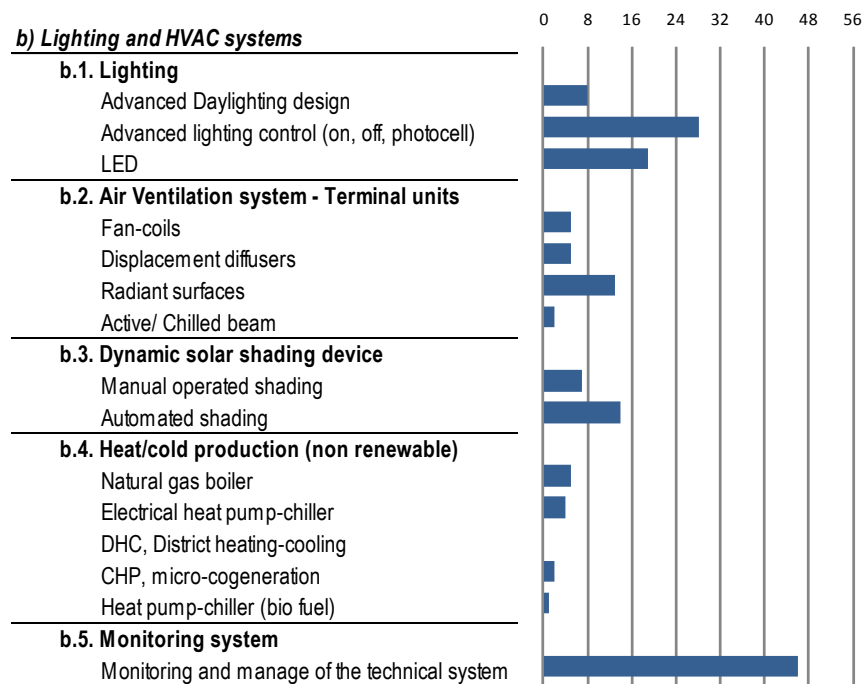 0 8 16 24 32 40 48 56
b) Lighting and HVAC systems
b.1. Lighting
Advanced Daylighting design
Advanced lighting control (on, off, photocell)
LED
b.2. Air Ventilation system - Terminal units
Fan-coils
Displacement diffusers
Radiant surfaces
Active/ Chilled beam
b.3. Dynamic solar shading device
Manual operated shading
Automated shading
b.4. Heat/cold production (non renewable)
Natural gas boiler
Electrical heat pump-chiller
DHC, District heating-cooling
CHP, micro-cogeneration
Heat pump-chiller (bio fuel)
b.5. Monitoring system
Monitoring and manage of the technical system